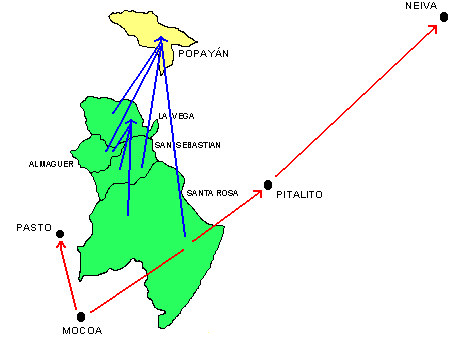 NEIVA
POPAYÁN
LA VEGA
SAN SEBASTIAN
ALMAGUER
SANTA ROSA
PITALITO
PASTO
MOCOA